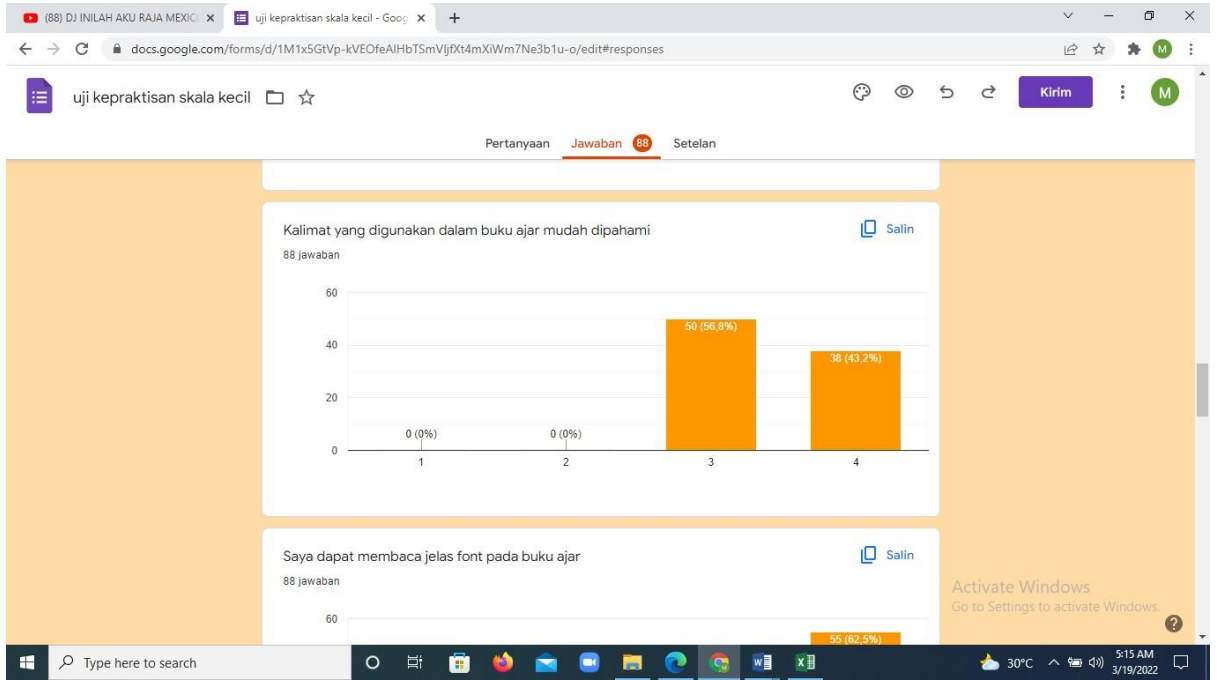 (88) DJ INILAH AKU RAJA MEXIC
uji kepraktisan skala kecil - Goog
docs.google.com/forms/d/1M1x5GtVp-kVEOfeAIHbTSmVIjfXt4mXiWm7Ne3b1u-o/edit#responses
M
uji kepraktisan skala kecil
Kirim
M
Pertanyaan Jawaban 88 Setelan
Kalimat yang digunakan dalam buku ajar mudah dipahami
Salin
88 jawaban
60
40
20
0
50 (56,8%)
38 (43,2%)
0 (0%)
0 (0%)
1 2 3 4
Saya dapat membaca jelas font pada buku ajar
Salin
88 jawaban
60
55 (62,5%)
Activate Windows
Go to Settings to activate Windows.
Type here to search
30°C
5:15 AM
3/19/2022